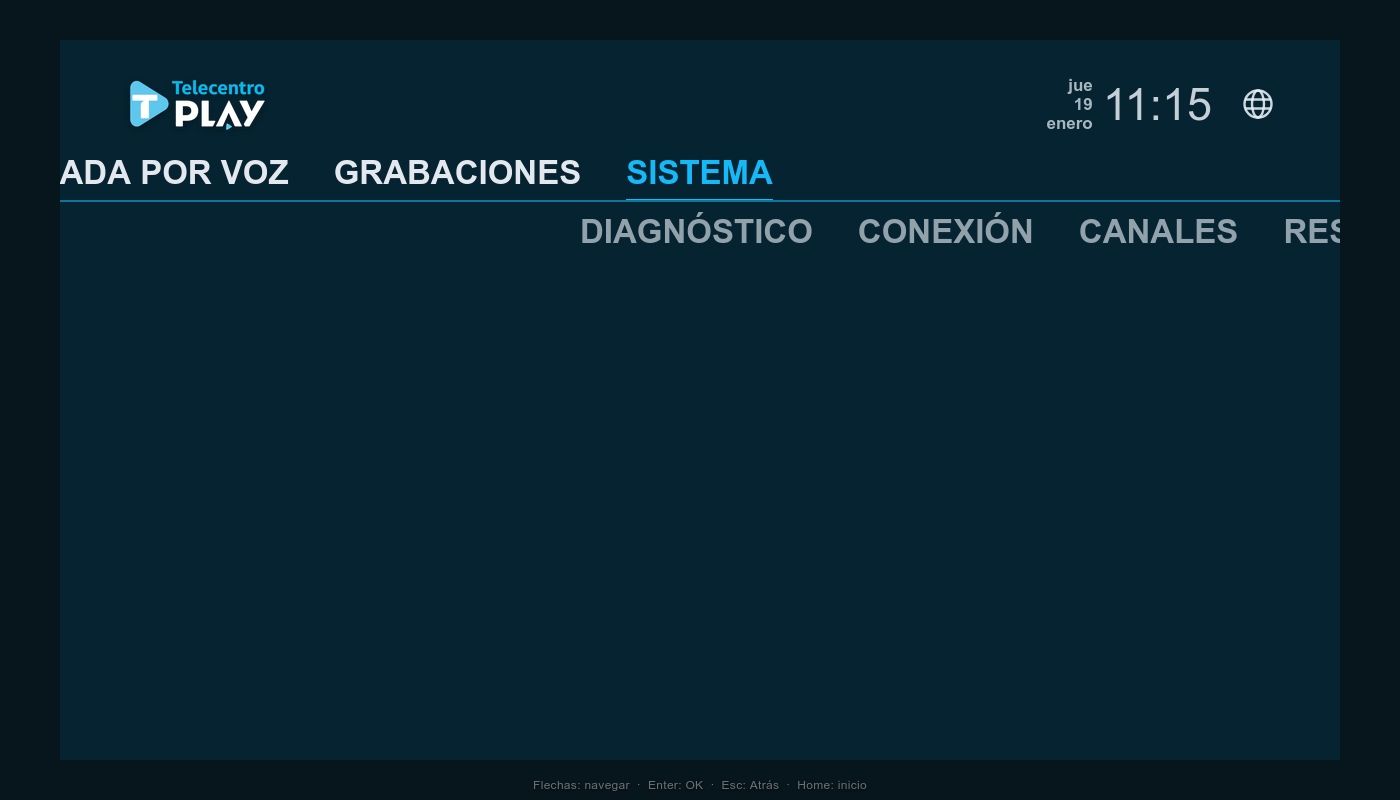 Telecentro
PLAY
jue
19
enero
11:15
ADA POR VOZ GRABACIONES SISTEMA
DIAGNÓSTICO CONEXIÓN CANALES RES
Flechas: navegar · Enter: OK · Esc: Atrás · Home: inicio